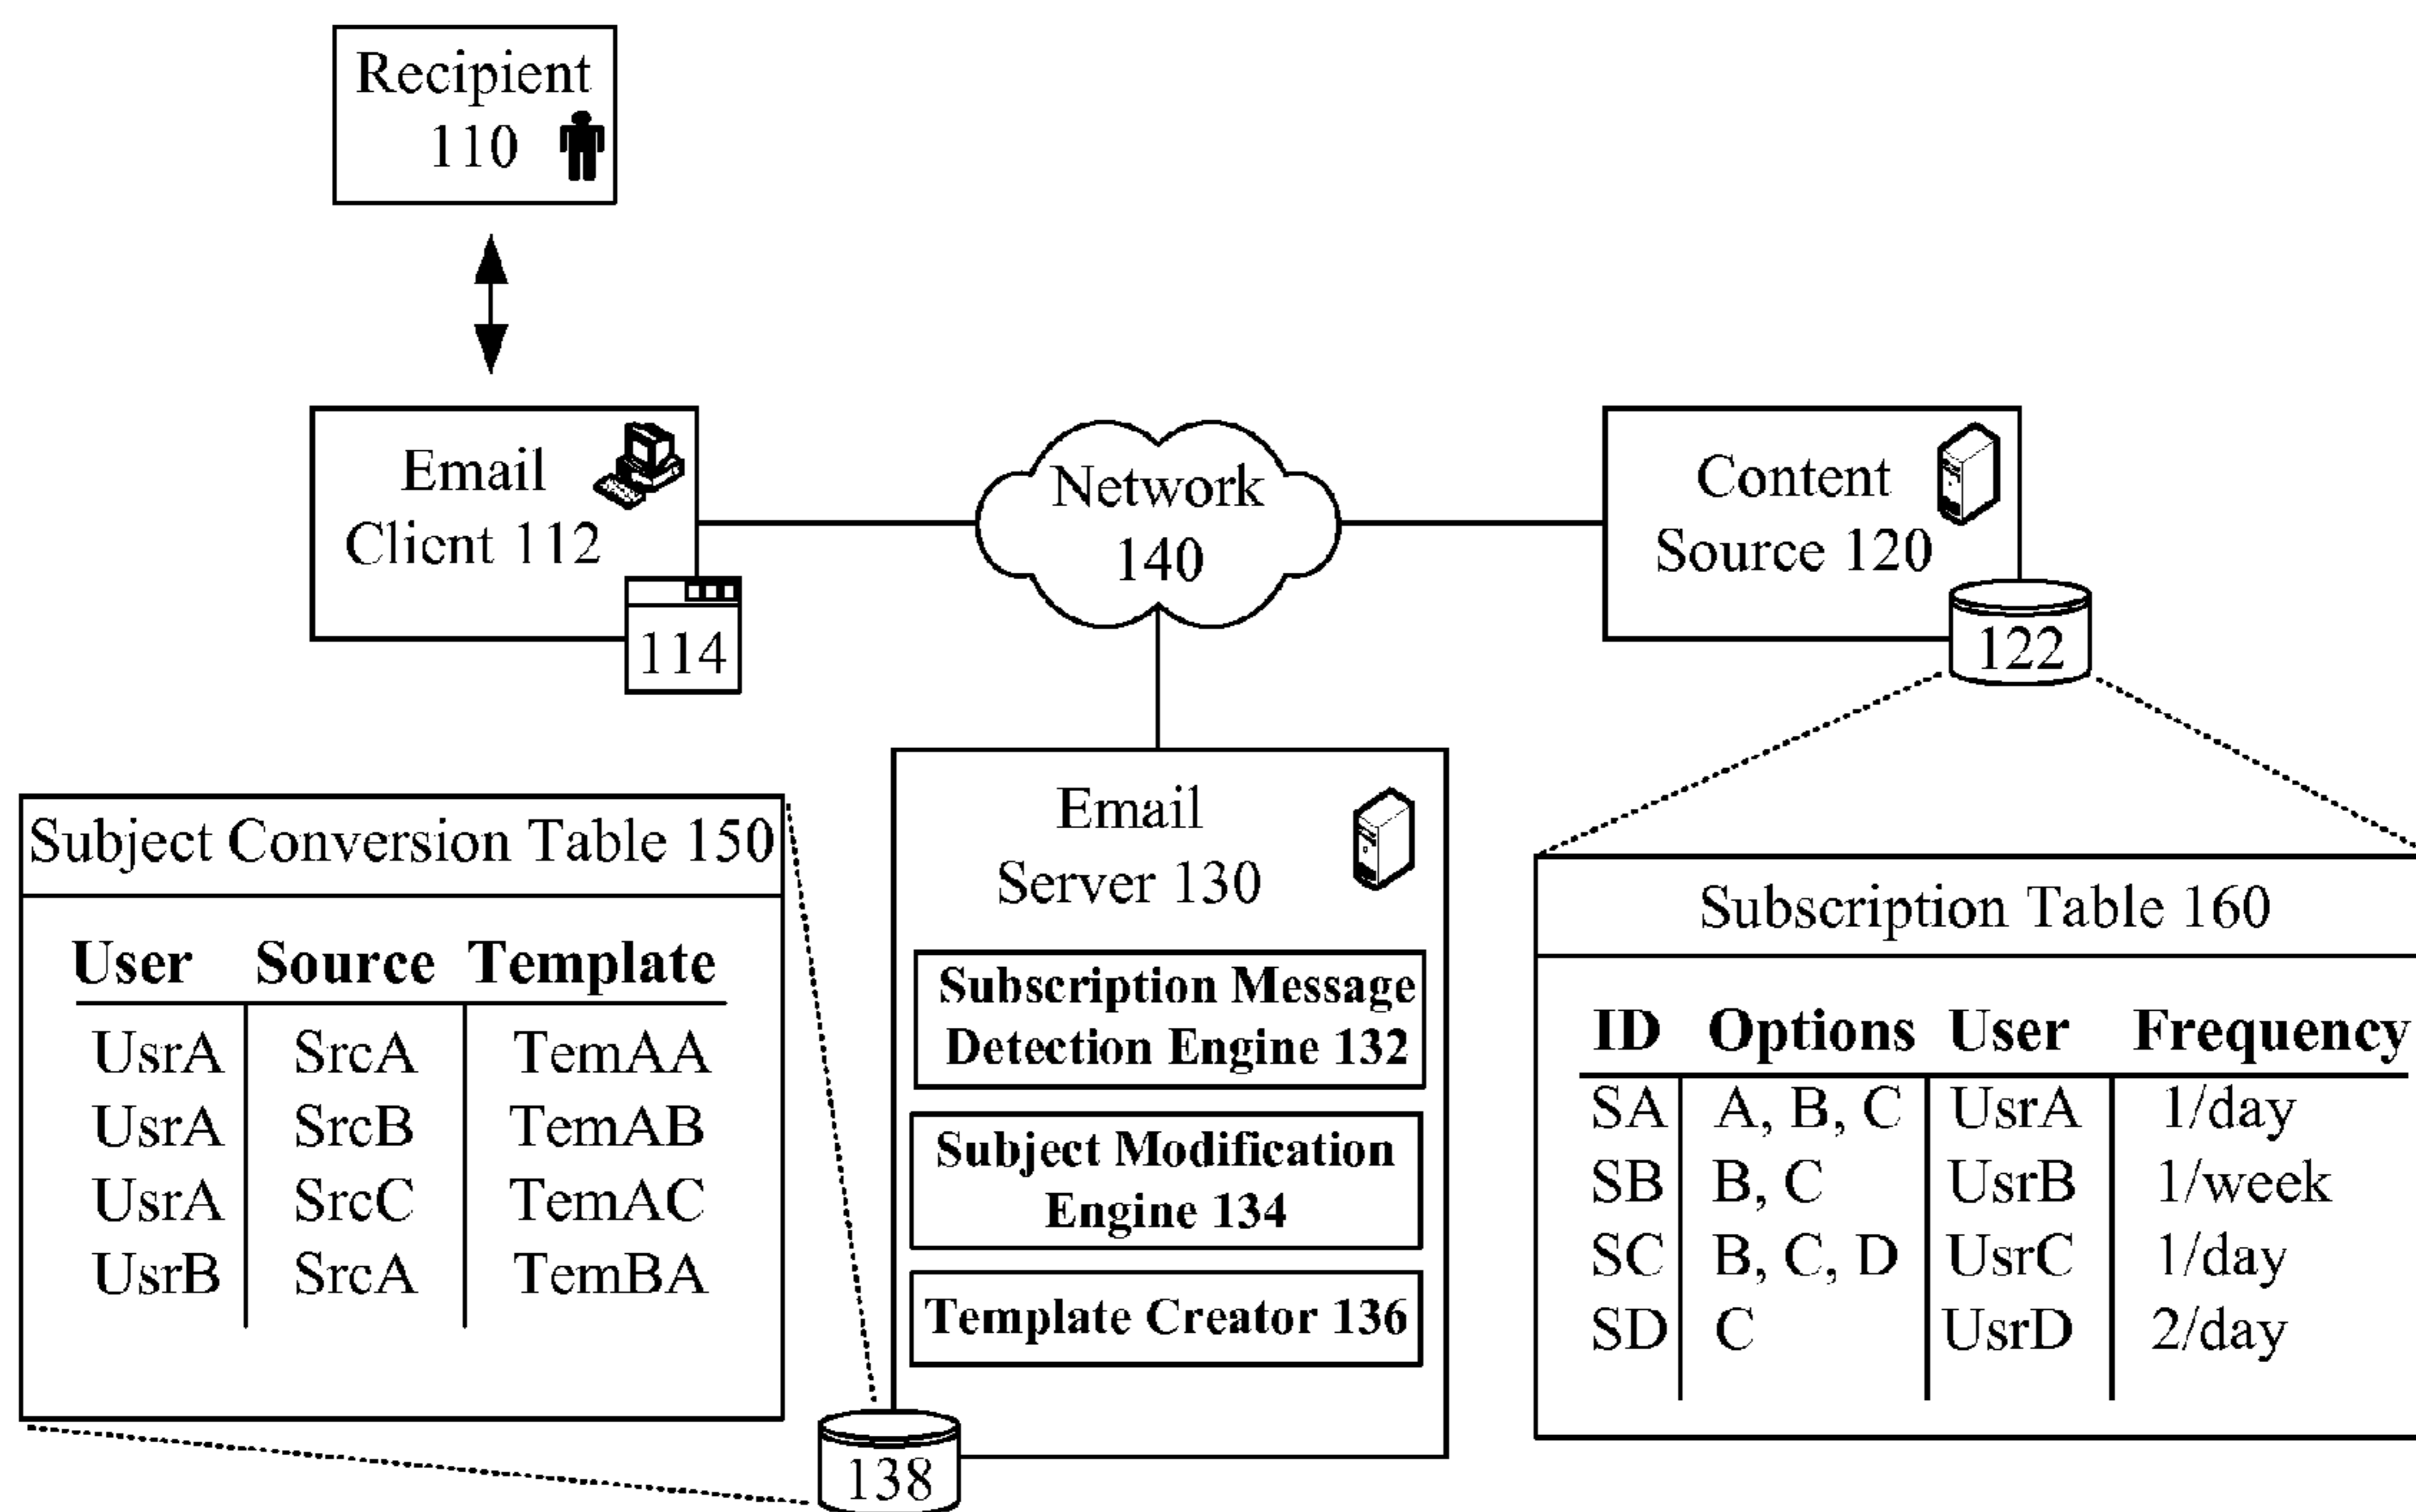 Recipient
110
Email
Client 112
114
Network
140
Content
Source 120
122
Email
Server 130
Subscription Message
Detection Engine 132
Subject Modification
Engine 134
Template Creator 136
138
Subject Conversion Table 150
User Source Template
UsrA SrcA TemAA
UsrA SrcB TemAB
UsrA SrcC TemAC
UsrB SrcA TemBA
Subscription Table 160
ID Options User Frequency
SA A, B, C UsrA 1/day
SB B, C UsrB 1/week
SC B, C, D UsrC 1/day
SD C UsrD 2/day